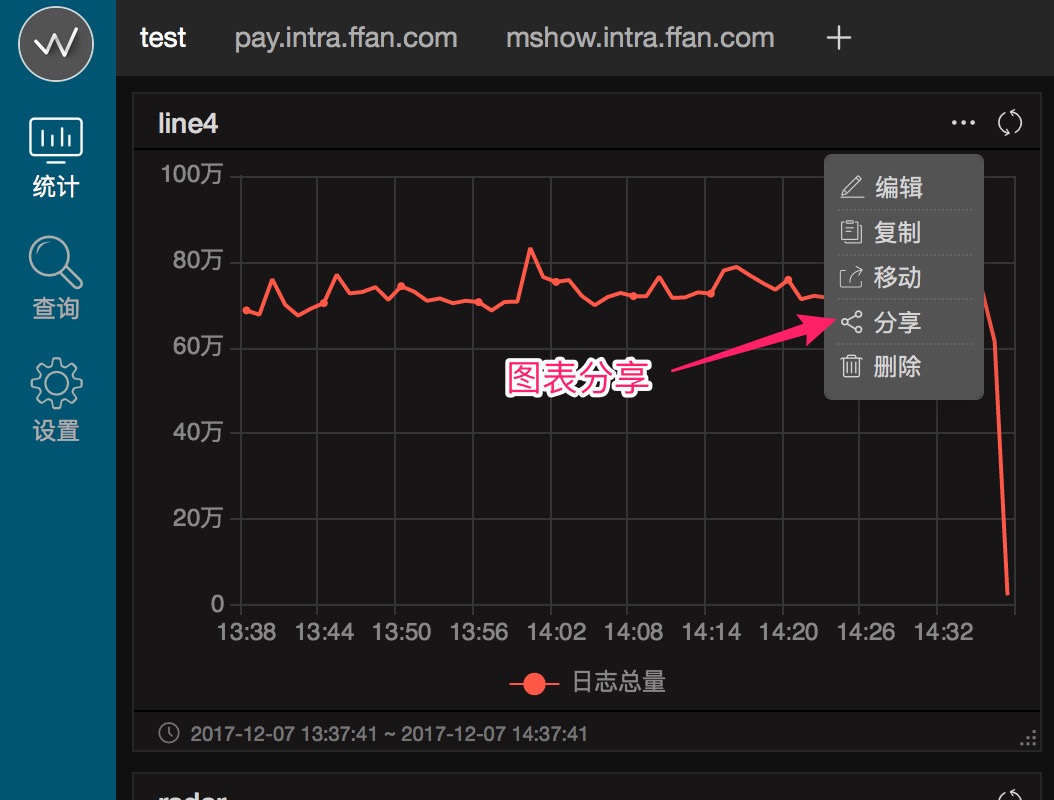 test pay.intra.ffan.com mshow.intra.ffan.com +
统计
查询
设置
line4
编辑
复制
移动
分享
删除
图表分享
100万
80万
60万
40万
20万
0
13:38 13:44 13:50 13:56 14:02 14:08 14:14 14:20 14:26 14:32
日志总量
2017-12-07 13:37:41 ~ 2017-12-07 14:37:41